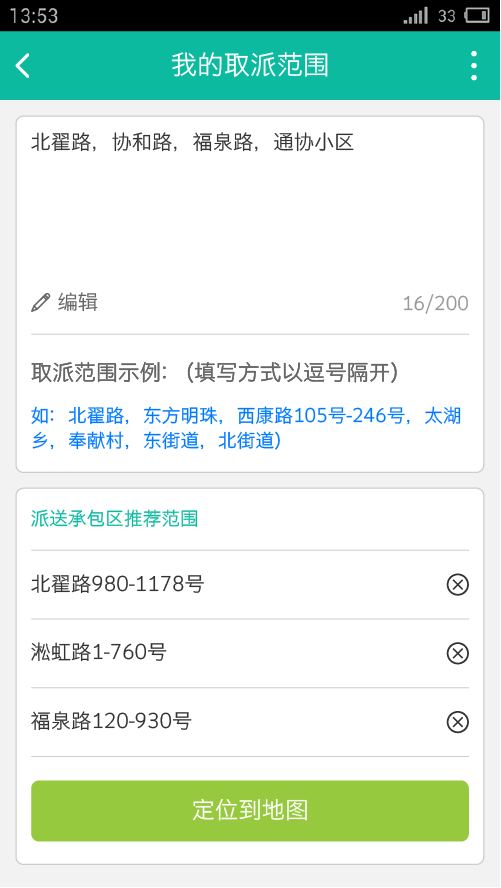 13:53
33
我的取派范围
北翟路，协和路，福泉路，通协小区
编辑
16/200
取派范围示例：（填写方式以逗号隔开）
如：北翟路，东方明珠，西康路105号-246号，太湖
乡，奉献村，东街道，北街道）
派送承包区推荐范围
北翟路980-1178号
淞虹路1-760号
福泉路120-930号
定位到地图